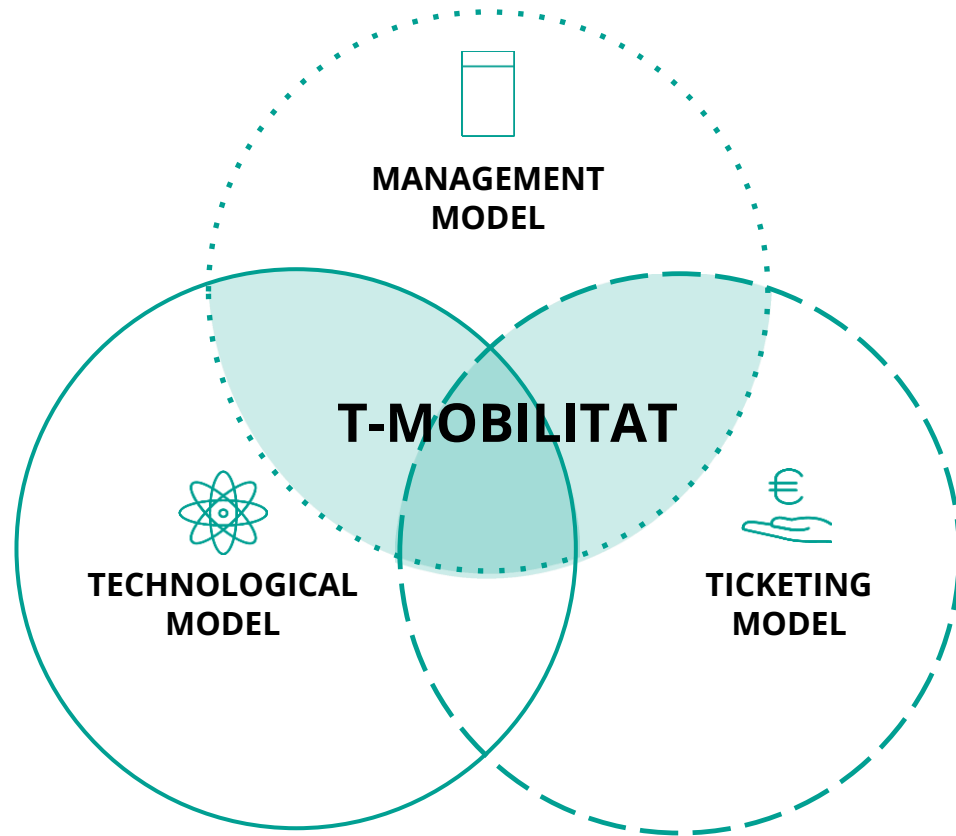 MANAGEMENT
MODEL
T-MOBILITAT
€
TECHNOLOGICAL
MODEL
TICKETING
MODEL